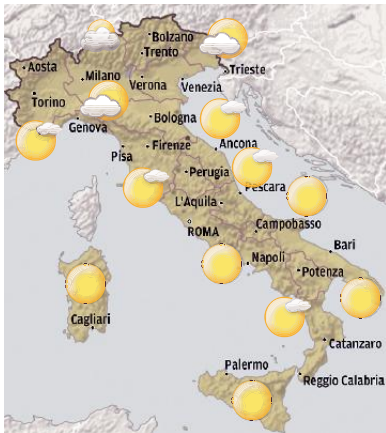 Bolzano
Trento
Aosta
Milano
Trieste
Verona
Venezia
Torino
Genova
Bologna
Pisa
Firenze
Ancona
Perugia
Pescara
L'Aquila
ROMA
Campobasso
Bari
Napoli
Potenza
Cagliari
Catanzaro
Palermo
Reggio Calabria